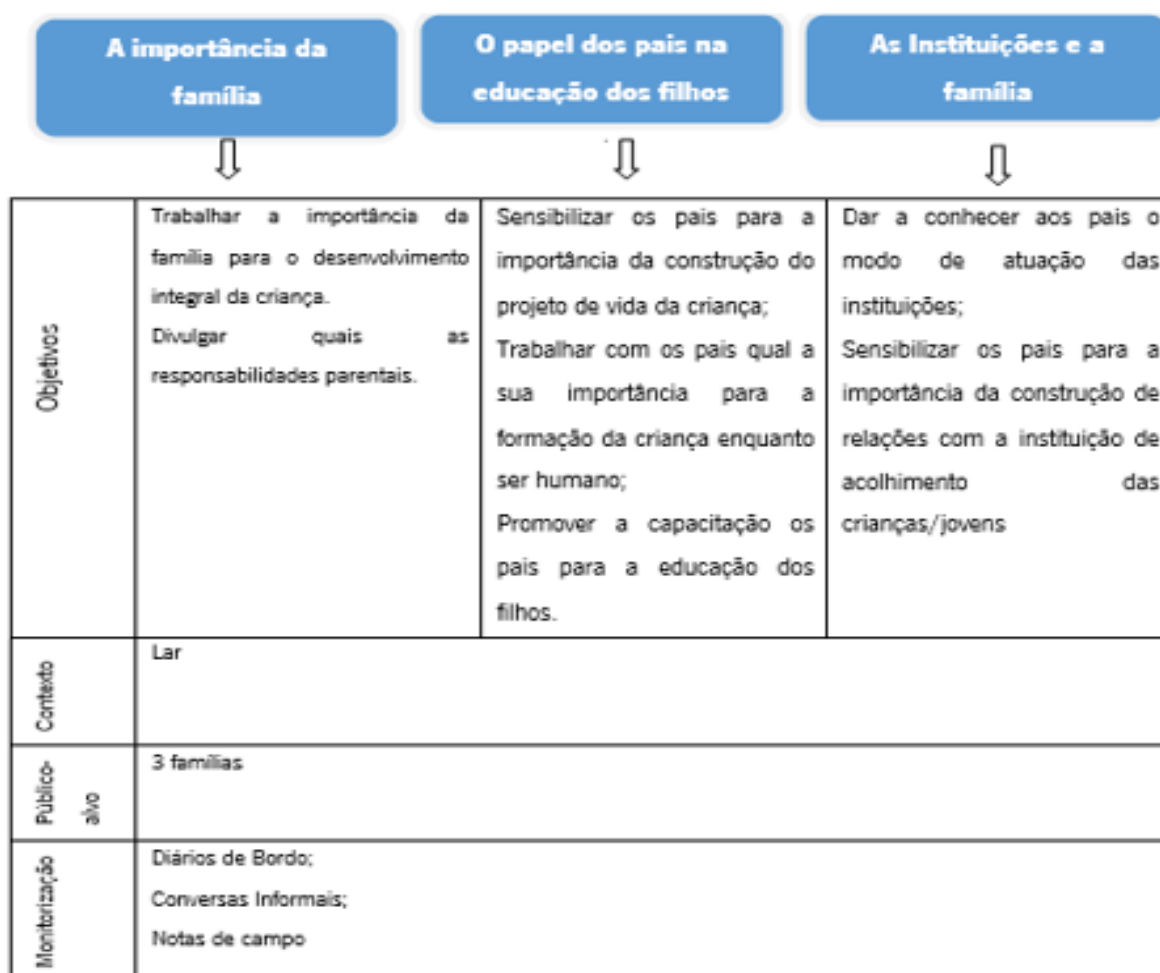 A importância da
família
O papel dos pais na
educação dos filhos
As Instituições e a
família
Objetivos
Trabalhar a importância da
família para o desenvolvimento
integral da criança.
Divulgar quais as
responsabilidades parentais.
Sensibilizar os pais para a
importância da construção do
projeto de vida da criança;
Trabalhar com os pais qual a
sua importância para a
formação da criança enquanto
ser humano;
Promover a capacitação os
pais para a educação dos
filhos.
Dar a conhecer aos pais o
modo de atuação das
instituições;
Sensibilizar os pais para a
importância da construção de
relações com a instituição de
acolhimento das
crianças/jovens
Contexto
Lar
Público-
alvo
3 famílias
Monitorização
Diários de Bordo;
Conversas Informais;
Notas de campo